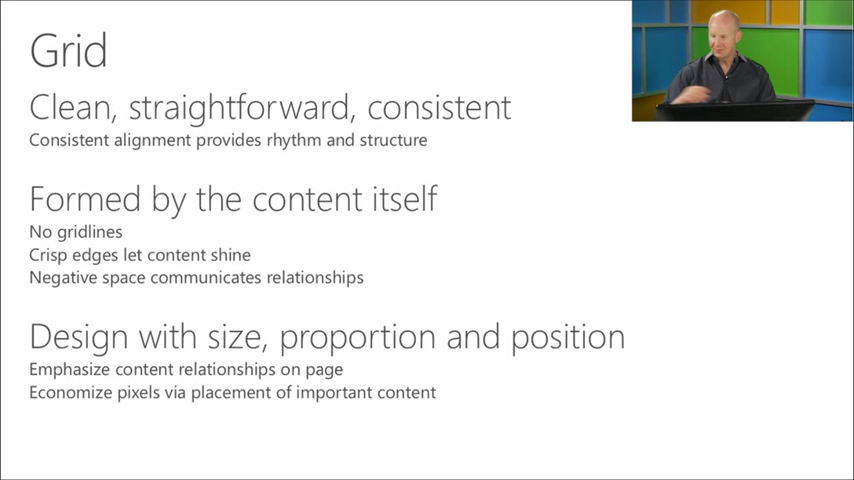 Grid
Clean, straightforward, consistent
Consistent alignment provides rhythm and structure
Formed by the content itself
No gridlines
Crisp edges let content shine
Negative space communicates relationships
Design with size, proportion and position
Emphasize content relationships on page
Economize pixels via placement of important content